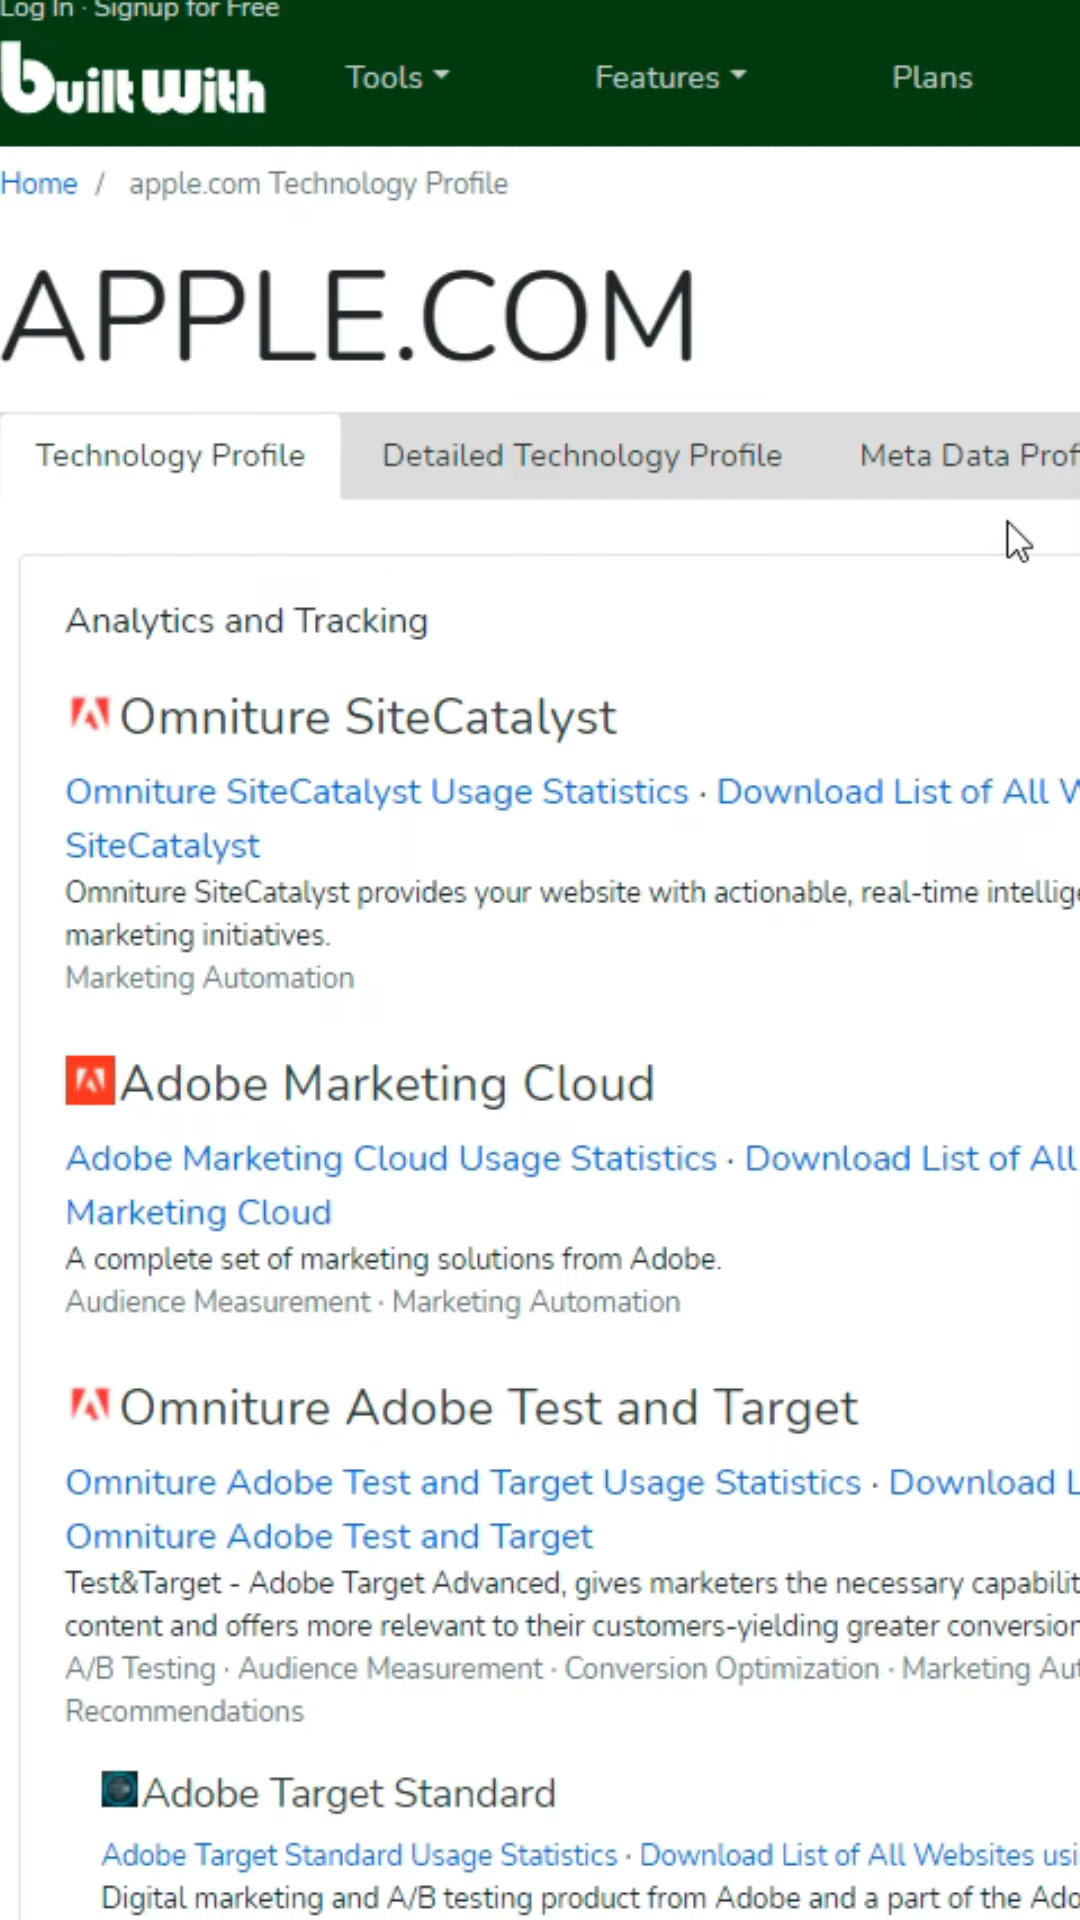 Log In · Signup for Free
built with Tools Features Plans
Home / apple.com Technology Profile
APPLE.COM
Technology Profile Detailed Technology Profile Meta Data Prof
Analytics and Tracking
Omniture SiteCatalyst
Omniture SiteCatalyst Usage Statistics · Download List of All W
SiteCatalyst
Omniture SiteCatalyst provides your website with actionable, real-time intellige
marketing initiatives.
Marketing Automation
Adobe Marketing Cloud
Adobe Marketing Cloud Usage Statistics · Download List of All
Marketing Cloud
A complete set of marketing solutions from Adobe.
Audience Measurement · Marketing Automation
Omniture Adobe Test and Target
Omniture Adobe Test and Target Usage Statistics · Download L
Omniture Adobe Test and Target
Test&Target - Adobe Target Advanced, gives marketers the necessary capabilit
content and offers more relevant to their customers-yielding greater conversion
A/B Testing · Audience Measurement · Conversion Optimization · Marketing Aut
Recommendations
Adobe Target Standard
Adobe Target Standard Usage Statistics · Download List of All Websites usi
Digital marketing and A/B testing product from Adobe and a part of the Ado